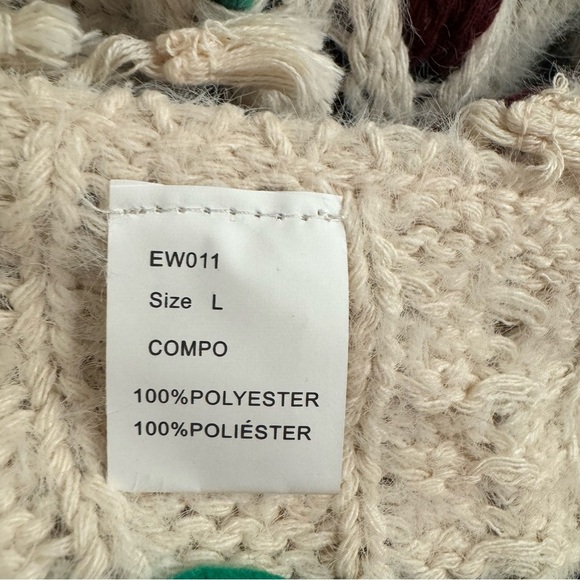 EW011
Size L
COMPO
100%POLYESTER
100%POLIÉSTER